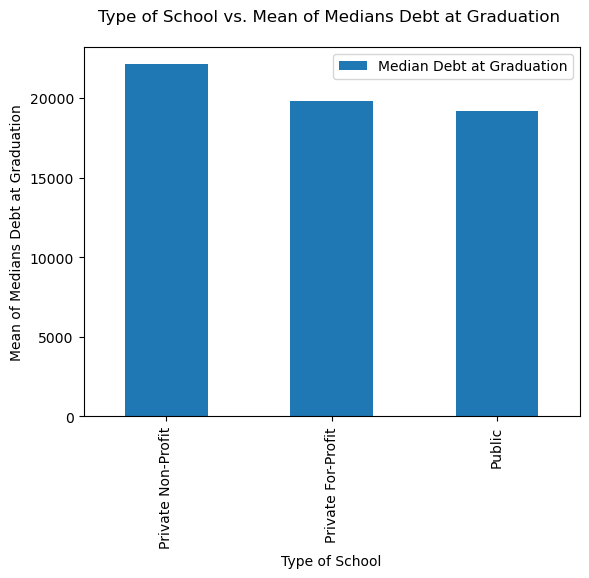 Type of School vs. Mean of Medians Debt at Graduation
Median Debt at Graduation
Mean of Medians Debt at Graduation
20000
15000
10000
5000
0
Private Non-Profit
Private For-Profit
Public
Type of School